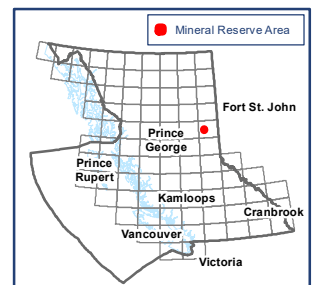 Mineral Reserve Area
Fort St. John
Prince
George
Prince
Rupert
Kamloops
Cranbrook
Vancouver
Victoria